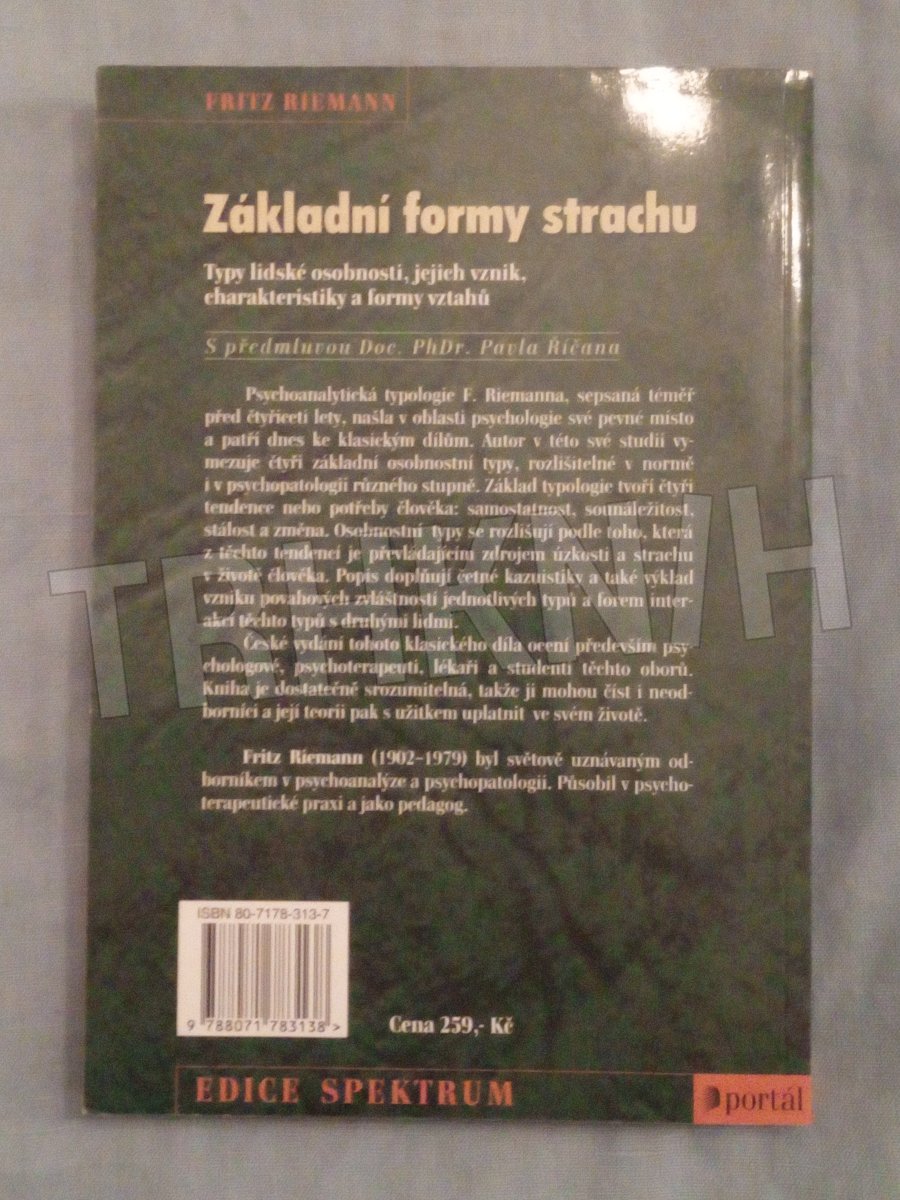 FRITZ RIEMANN
Základní formy strachu
Typy lidské osobnosti, jejich vznik,
charakteristiky a formy vztahů
S předmluvou Doc. PhDr. Pavla Říčana
Psychoanalytická typologie F. Riemanna, sepsaná téměř
před čtyřiceti lety, našla v oblasti psychologie své pevné místo
a patří dnes ke klasickým dílům. Autor v této své studii vy-
mezuje čtyři základní osobnostní typy, rozlišitelné v normě
i v psychopatologii různého stupně. Základ typologie tvoří čtyři
tendence nebo potřeby člověka: samostatnost, sounáležitost,
stálost a změna. Osobnostní typy se rozlišují podle toho, která
z těchto tendencí je převládajícím zdrojem úzkosti a strachu
v životě člověka. Popis doplňují četné kazuistiky a také výklad
vzniku povahových zvláštností jednotlivých typů a forem inter-
akcí těchto typů s druhými lidmi.
České vydání tohoto klasického díla ocení především psy-
chologové, psychoterapeuti, lékaři a studenti těchto oborů.
Kniha je dostatečně srozumitelná, takže ji mohou číst i neod-
borníci a její teorii pak s užitkem uplatnit ve svém životě.
Fritz Riemann (1902–1979) byl světově uznávaným od-
borníkem v psychoanalýze a psychopatologii. Působil v psycho-
terapeutické praxi a jako pedagog.
ISBN 80-7178-313-7
9 788071 783138 >
Cena 259,- Kč
EDICE SPEKTRUM
portál
TRHKNIH